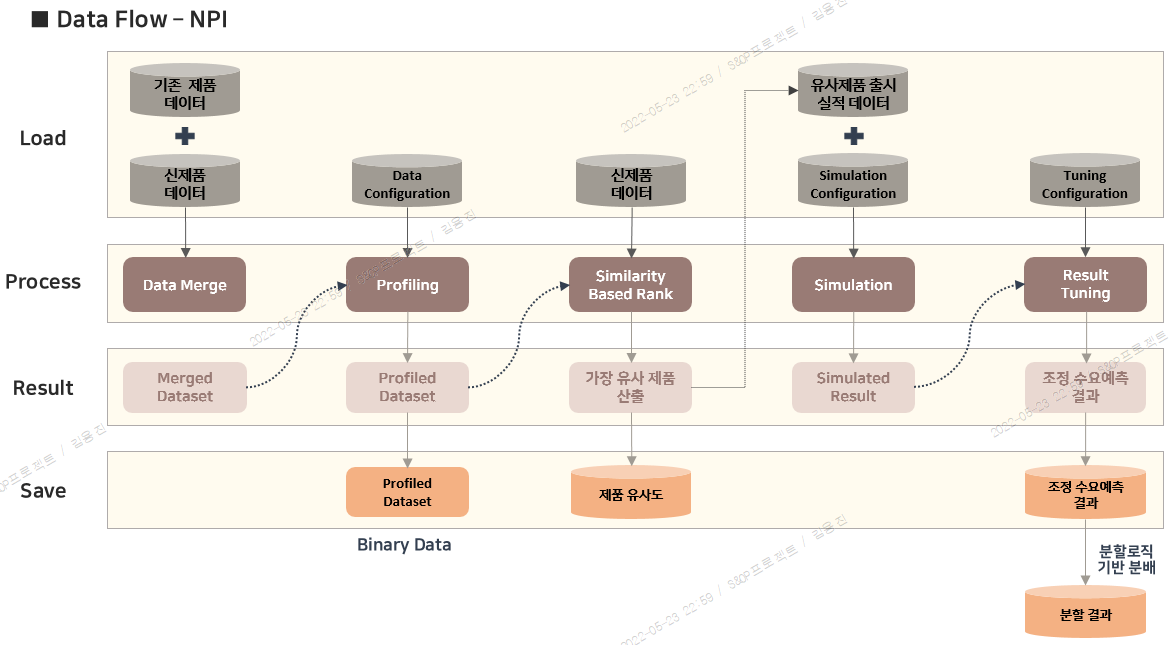 ■ Data Flow – NPI
Load
기존 제품
데이터
신제품
데이터
Data
Configuration
신제품
데이터
유사제품 출시
실적 데이터
Simulation
Configuration
Tuning
Configuration
Process
Data Merge
Profiling
Similarity
Based Rank
Simulation
Result
Tuning
Result
Merged
Dataset
Profiled
Dataset
가장 유사 제품
산출
Simulated
Result
조정 수요예측
결과
Save
Profiled
Dataset
제품 유사도
조정 수요예측
결과
Binary Data
분할로직
기반 분배
분할 결과
2022-05-23 22:59 / S&OP프로젝트 / 김용진
2022-05-23 22:59 / S&OP프로젝트 / 김용진
S&OP프로젝트 / 김용진
2022-05-23 22:59 / S&OP프로젝트
2022-05-23 22:59 / S&OP프로젝트 / 김용진